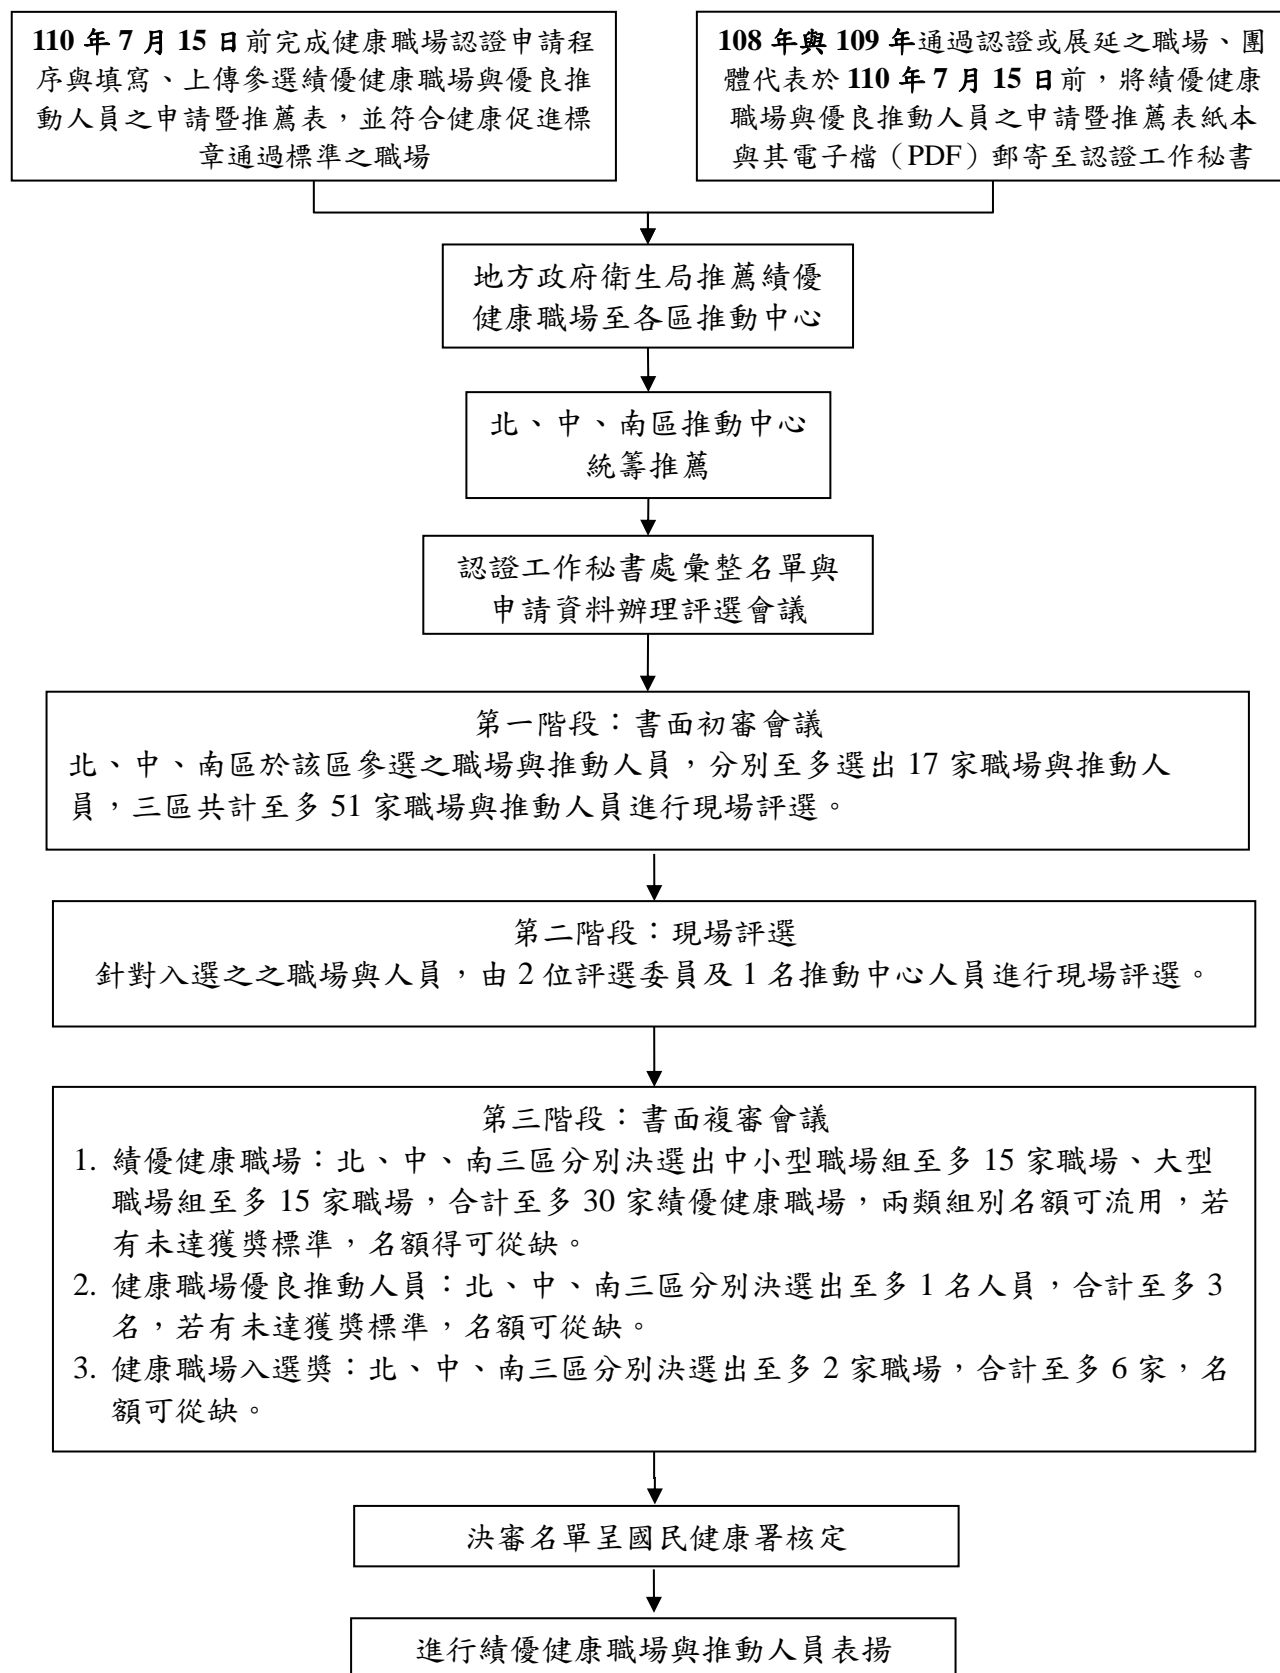 110 年 7 月 15 日前完成健康職場認證申請程
序與填寫、上傳參選績優健康職場與優良推
動人員之申請暨推薦表，並符合健康促進標
章通過標準之職場
108 年與 109 年通過認證或展延之職場、團
體代表於 110 年 7 月 15 日前，將績優健康
職場與優良推動人員之申請暨推薦表紙本
與其電子檔（PDF）郵寄至認證工作秘書
地方政府衛生局推薦績優
健康職場至各區推動中心
北、中、南區推動中心
統籌推薦
認證工作秘書處彙整名單與
申請資料辦理評選會議
第一階段：書面初審會議
北、中、南區於該區參選之職場與推動人員，分別至多選出 17 家職場與推動人
員，三區共計至多 51 家職場與推動人員進行現場評選。
第二階段：現場評選
針對入選之之職場與人員，由 2 位評選委員及 1 名推動中心人員進行現場評選。
第三階段：書面複審會議
1. 績優健康職場：北、中、南三區分別決選出中小型職場組至多 15 家職場、大型
職場組至多 15 家職場，合計至多 30 家績優健康職場，兩類組別名額可流用，若
有未達獲獎標準，名額得可從缺。
2. 健康職場優良推動人員：北、中、南三區分別決選出至多 1 名人員，合計至多 3
名，若有未達獲獎標準，名額可從缺。
3. 健康職場入選獎：北、中、南三區分別決選出至多 2 家職場，合計至多 6 家，名
額可從缺。
決審名單呈國民健康署核定
進行績優健康職場與推動人員表揚